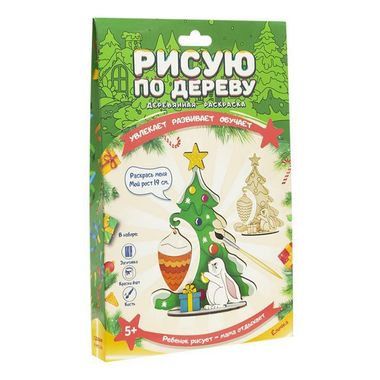 РИСУЮ
ПО ДЕРЕВУ
ДЕРЕВЯННАЯ РАСКРАСКА
УВЛЕКАЕТ РАЗВИВАЕТ ОБУЧАЕТ
Раскрась меня
Мой рост 19 см.
В наборе:
Заготовка
Краски 6шт
Кисть
5+
Ребенок рисует - мама отдыхает
Ёлочка